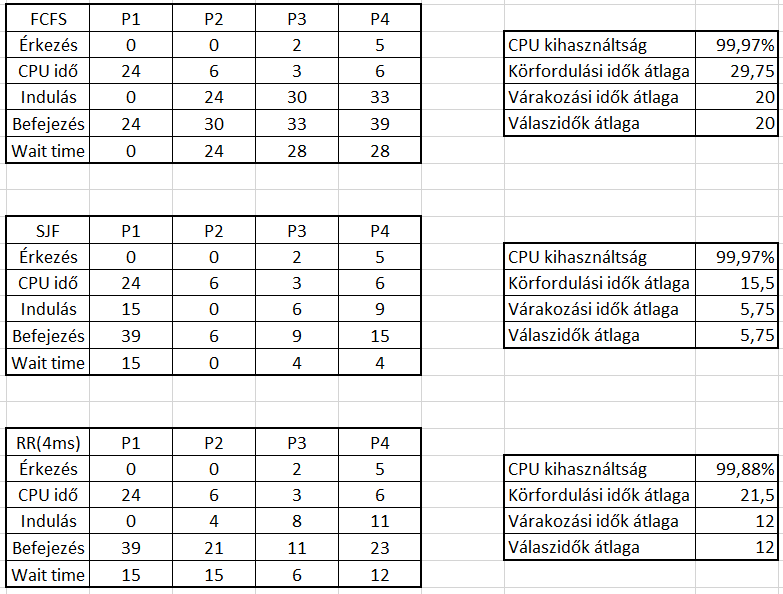 FCFS P1 P2 P3 P4
Érkezés 0 0 2 5
CPU idő 24 6 3 6
Indulás 0 24 30 33
Befejezés 24 30 33 39
Wait time 0 24 28 28
CPU kihasználtság 99,97%
Körfordulási idők átlaga 29,75
Várakozási idők átlaga 20
Válaszidők átlaga 20
SJF P1 P2 P3 P4
Érkezés 0 0 2 5
CPU idő 24 6 3 6
Indulás 15 0 6 9
Befejezés 39 6 9 15
Wait time 15 0 4 4
CPU kihasználtság 99,97%
Körfordulási idők átlaga 15,5
Várakozási idők átlaga 5,75
Válaszidők átlaga 5,75
RR(4ms) P1 P2 P3 P4
Érkezés 0 0 2 5
CPU idő 24 6 3 6
Indulás 0 4 8 11
Befejezés 39 21 11 23
Wait time 15 15 6 12
CPU kihasználtság 99,88%
Körfordulási idők átlaga 21,5
Várakozási idők átlaga 12
Válaszidők átlaga 12